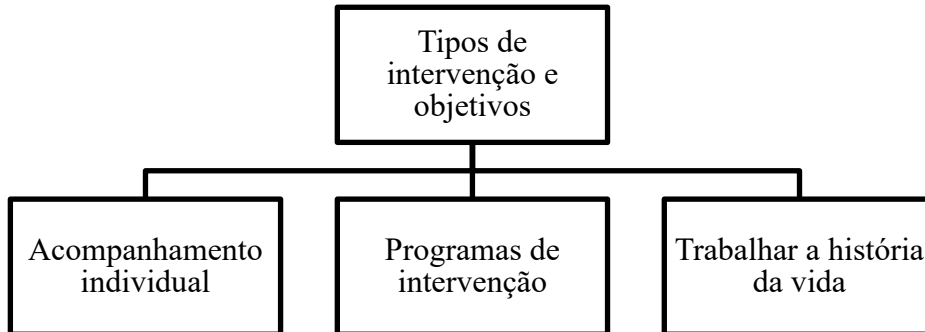 Tipos de
intervenção e
objetivos
Acompanhamento
individual
Programas de
intervenção
Trabalhar a história
da vida